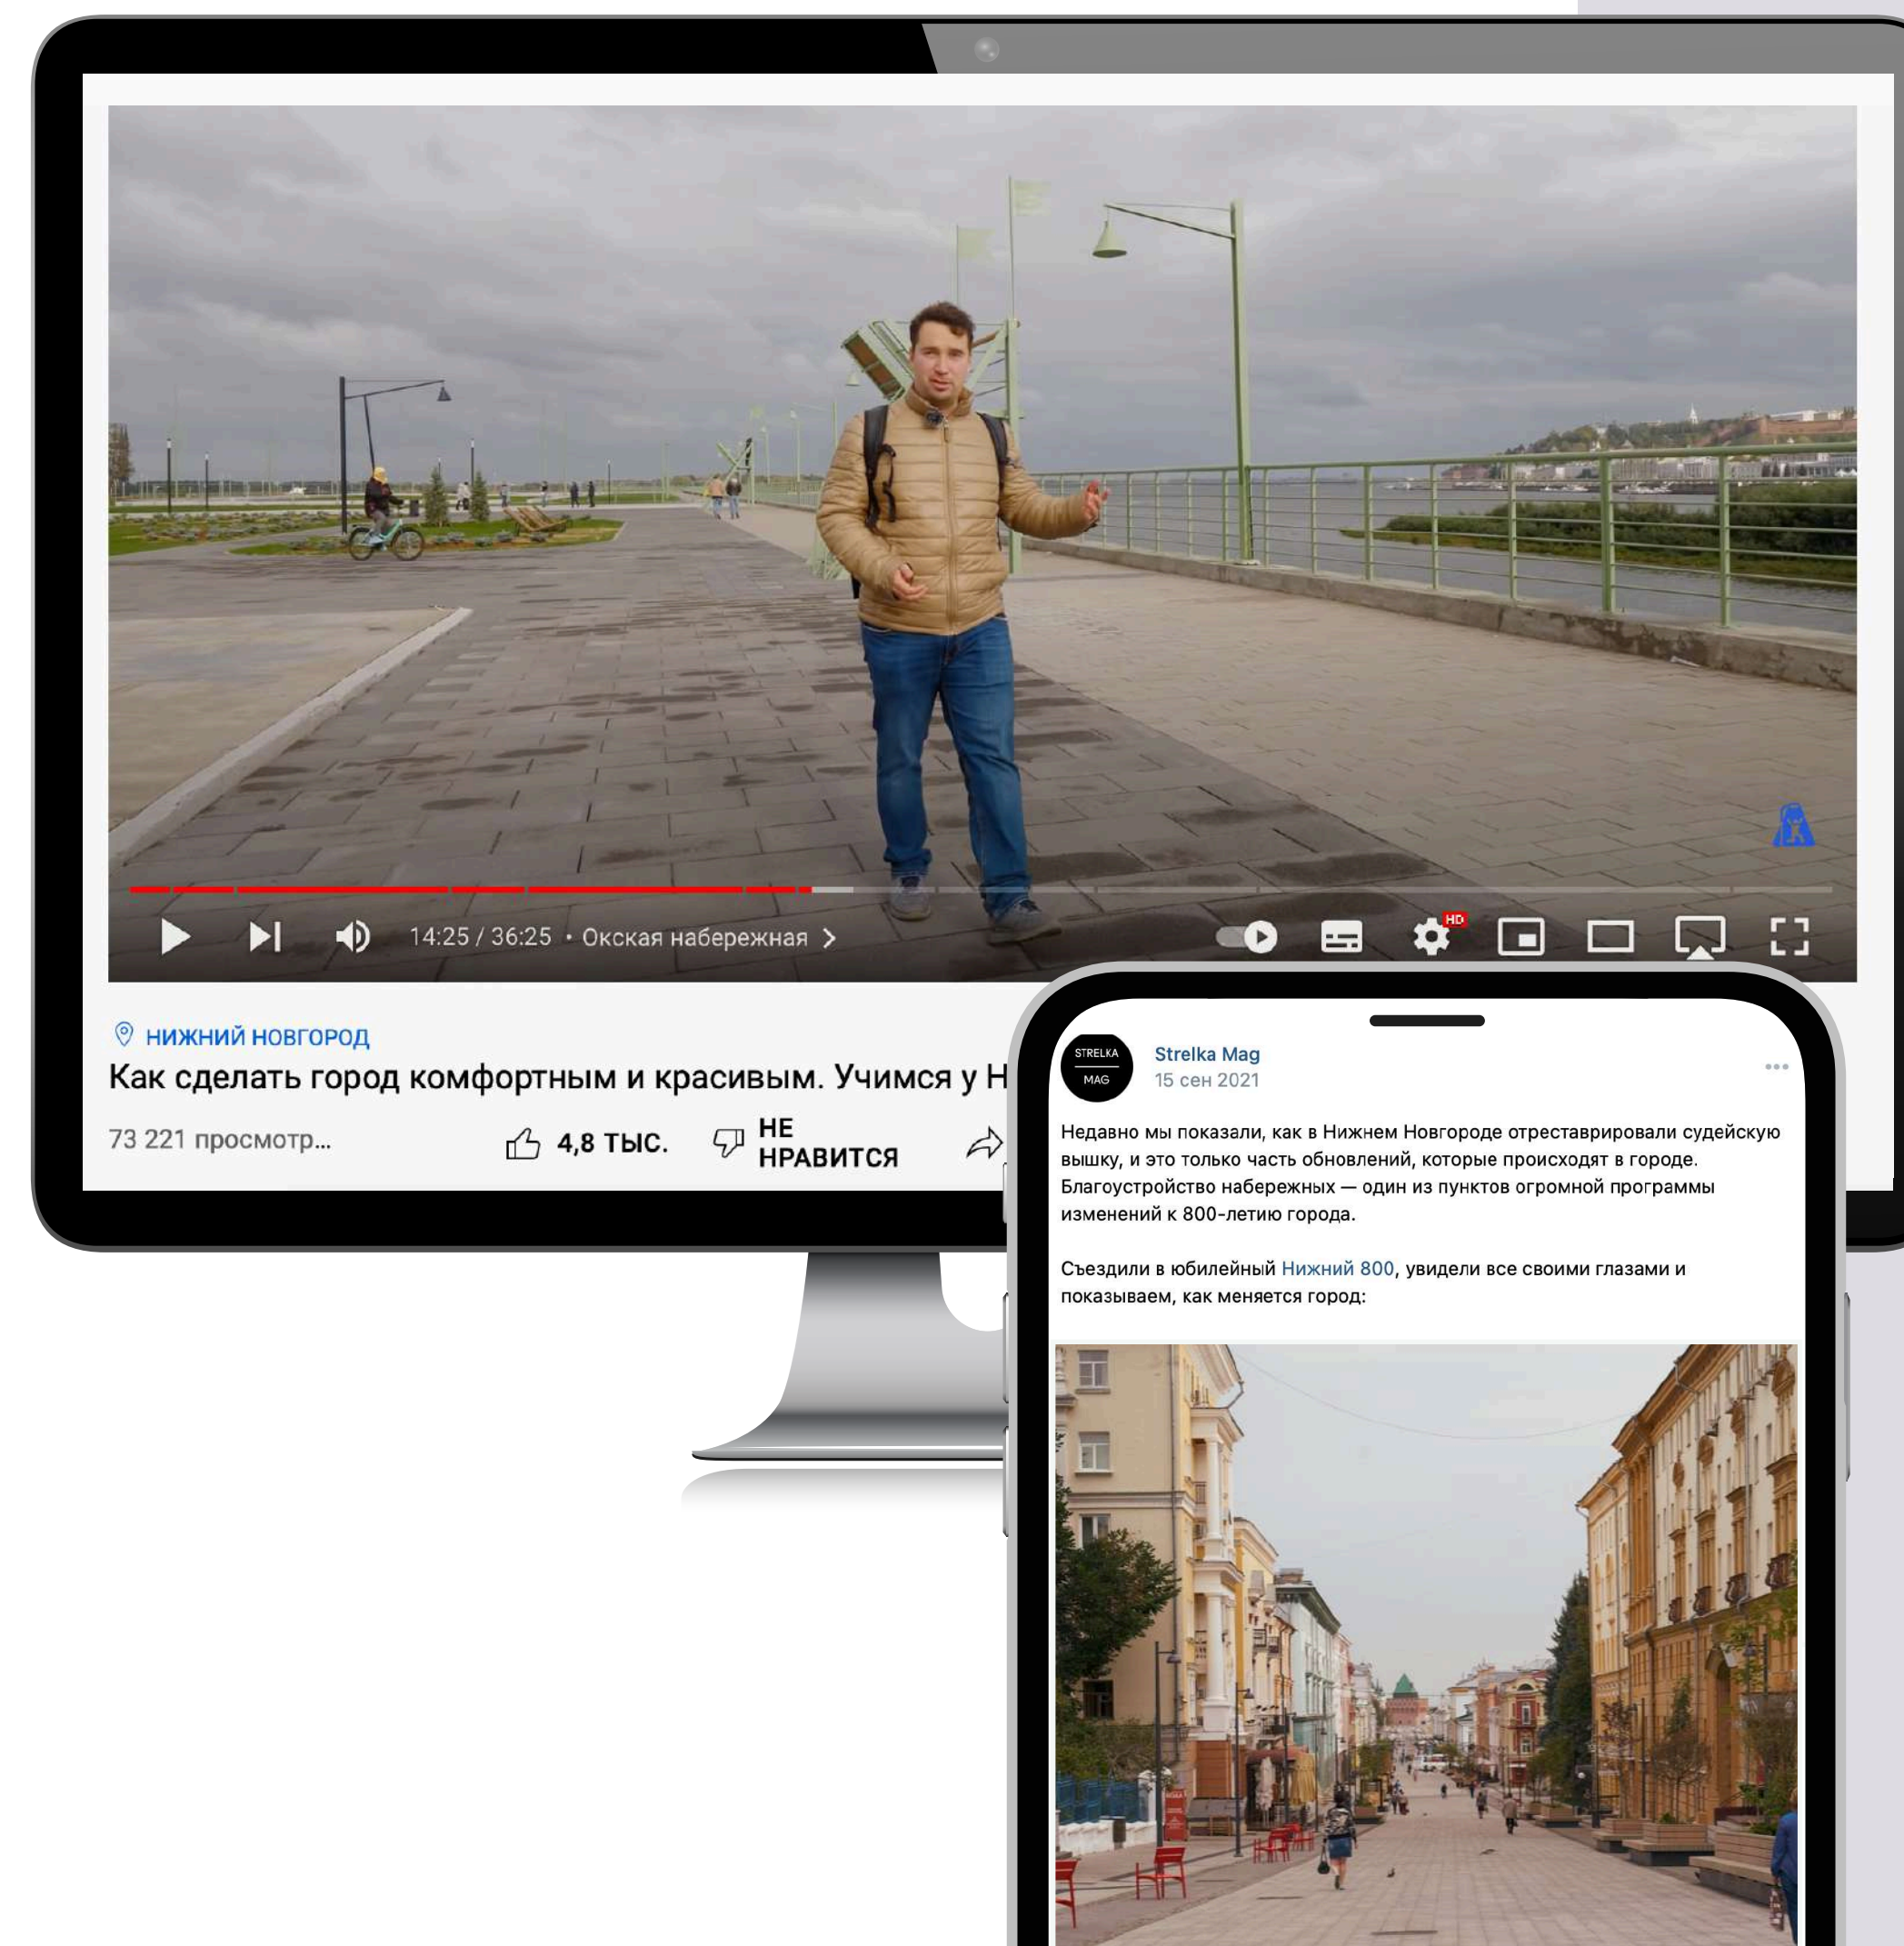 14:25 / 36:25 • Окская набережная
HD
НИЖНИЙ НОВГОРОД
Как сделать город комфортным и красивым. Учимся у Н
73 221 просмотр...
4,8 ТЫС.
НЕ
НРАВИТСЯ
STRELKA
MAG
Strelka Mag
15 сен 2021
Недавно мы показали, как в Нижнем Новгороде отреставрировали судейскую
вышку, и это только часть обновлений, которые происходят в городе.
Благоустройство набережных — один из пунктов огромной программы
изменений к 800-летию города.
Съездили в юбилейный Нижний 800, увидели все своими глазами и
показываем, как меняется город: